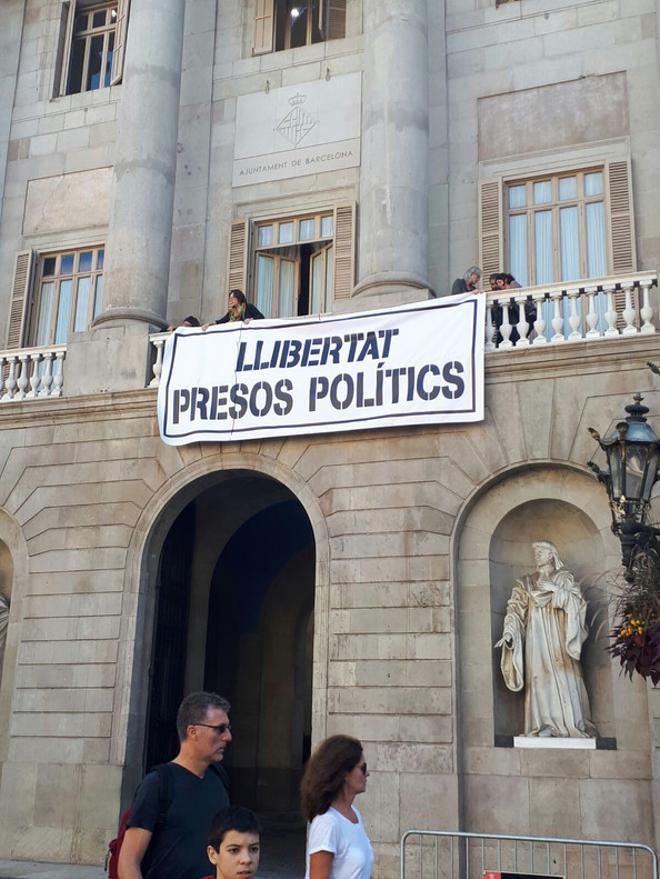 AJUNTAMENT DE BARCELONA
LLIBERTAT
PRESOS POLÍTICS